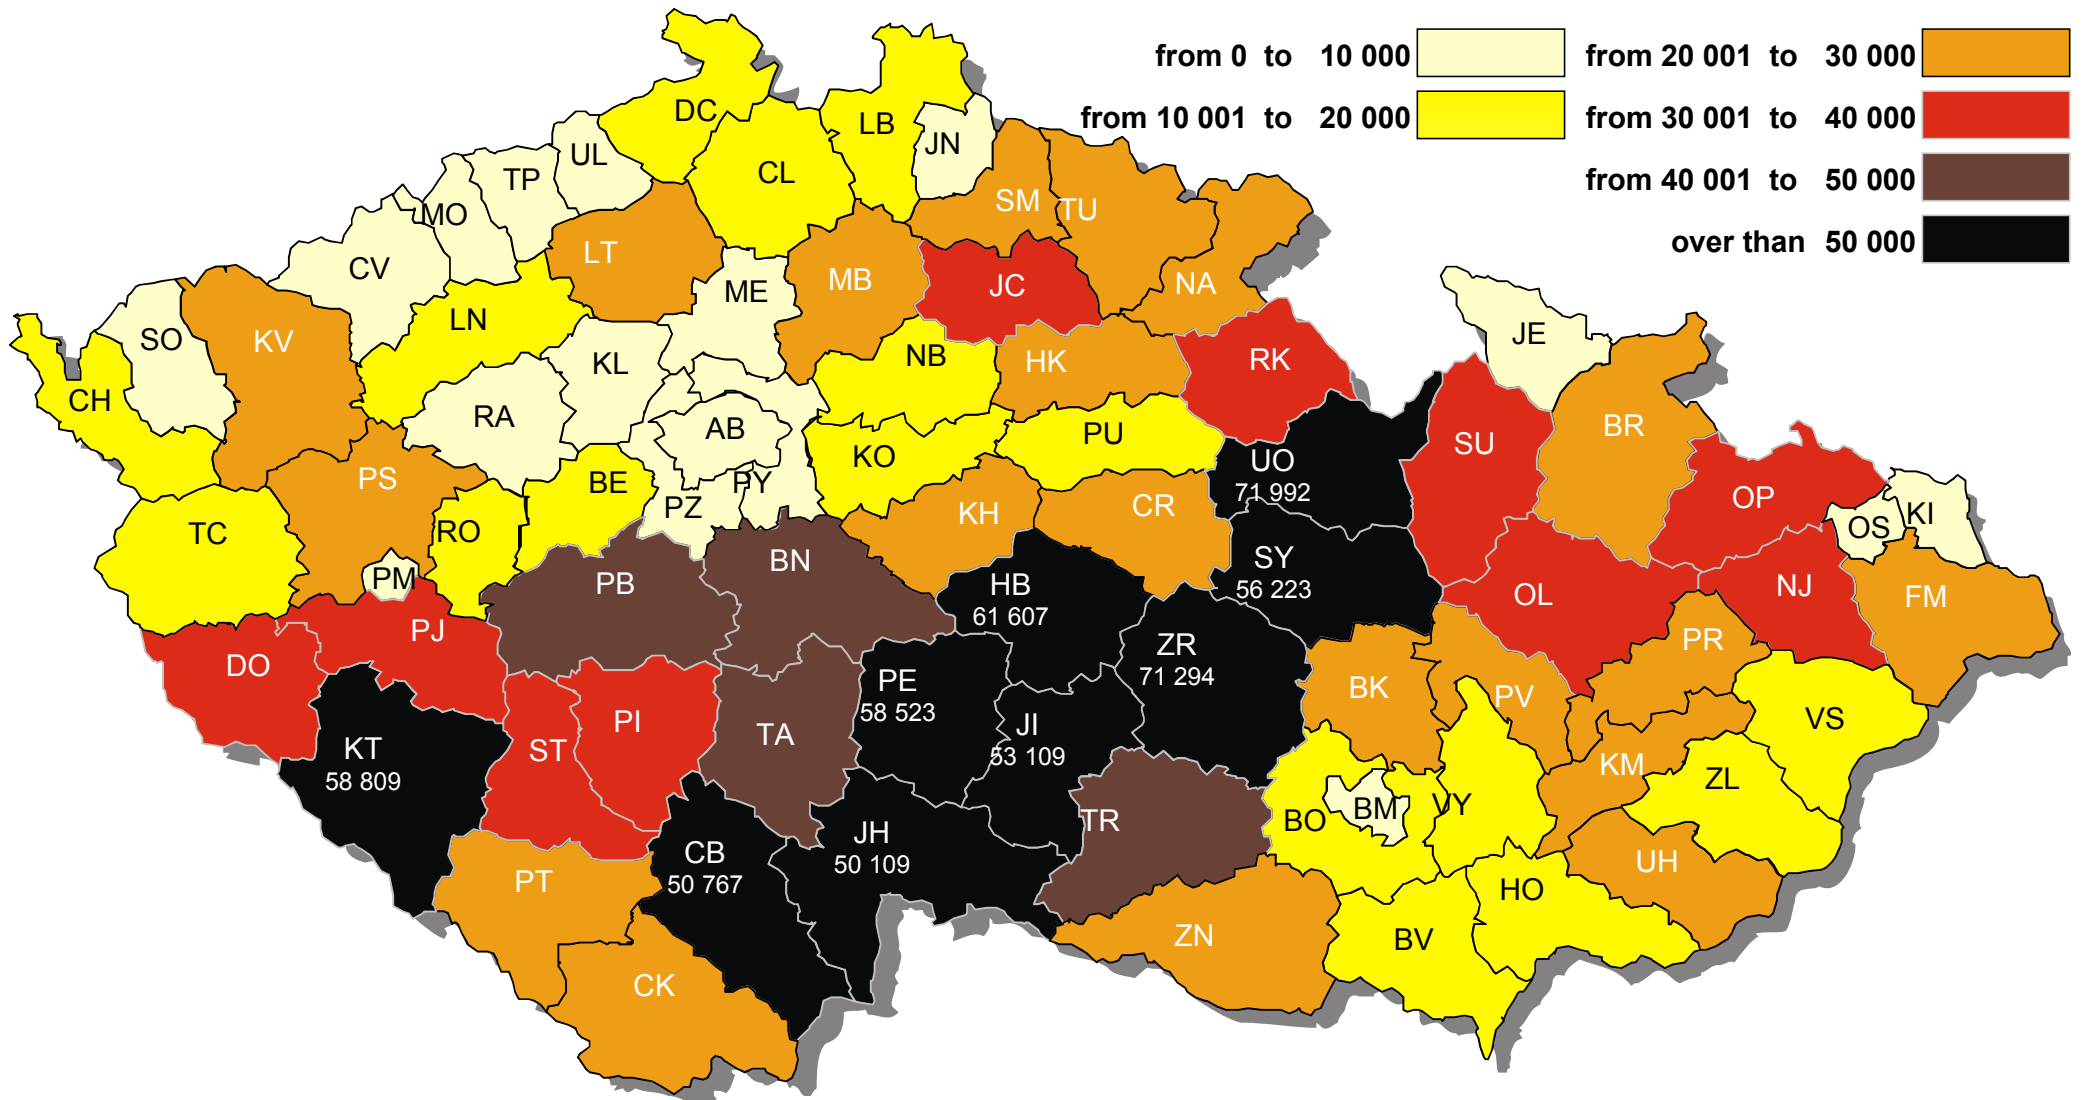 from 0 to 10 000
from 20 001 to 30 000
from 10 001 to 20 000
from 30 001 to 40 000
from 40 001 to 50 000
over than 50 000
DC
LB
JN
UL
TP
CL
MO
SM
TU
LT
CV
ME
MB
JC
NA
LN
SO
KV
KL
NB
HK
RK
JE
CH
RA
AB
PU
BR
SU
KO
PS
BE
PY
UO
71 992
PZ
KH
CR
OP
TC
RO
OS
KI
BN
SY
56 223
PM
PB
HB
61 607
OL
NJ
FM
PJ
ZR
71 294
PR
DO
PE
58 523
BK
PV
PI
JI
53 109
VS
TA
ST
KT
58 809
KM
ZL
BM
VY
TR
BO
JH
50 109
CB
50 767
UH
PT
HO
ZN
BV
CK